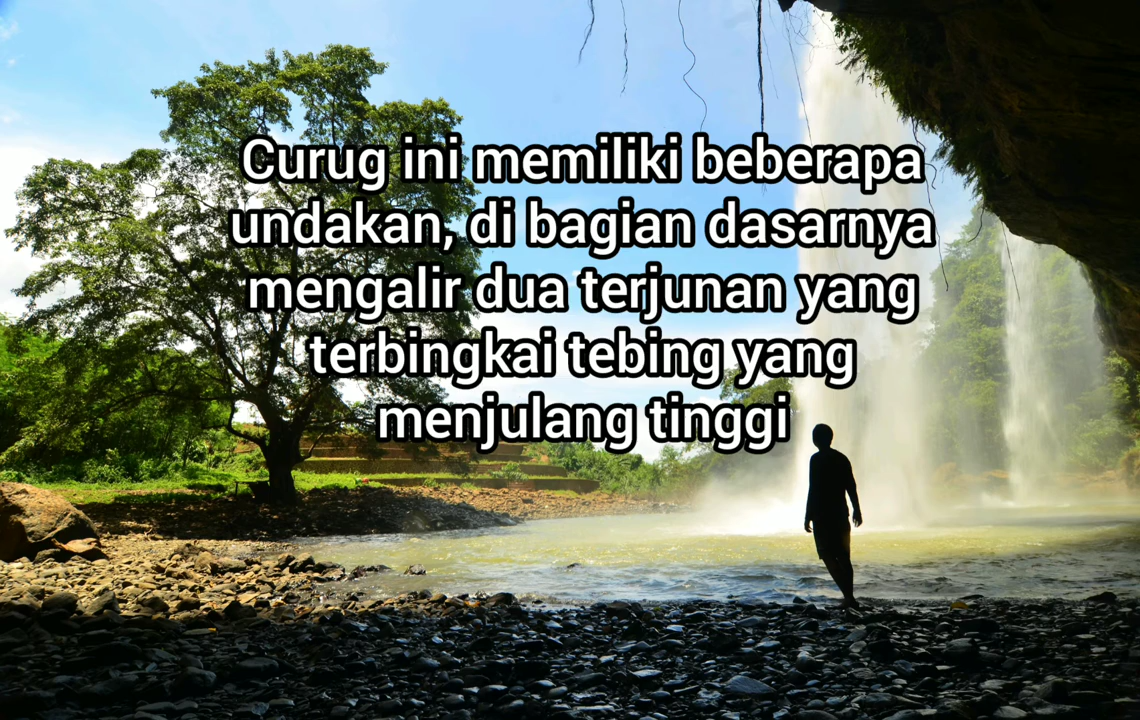 Curug ini memiliki beberapa
undakan, di bagian dasarnya
mengalir dua terjunan yang
terbingkai tebing yang
menjulang tinggi